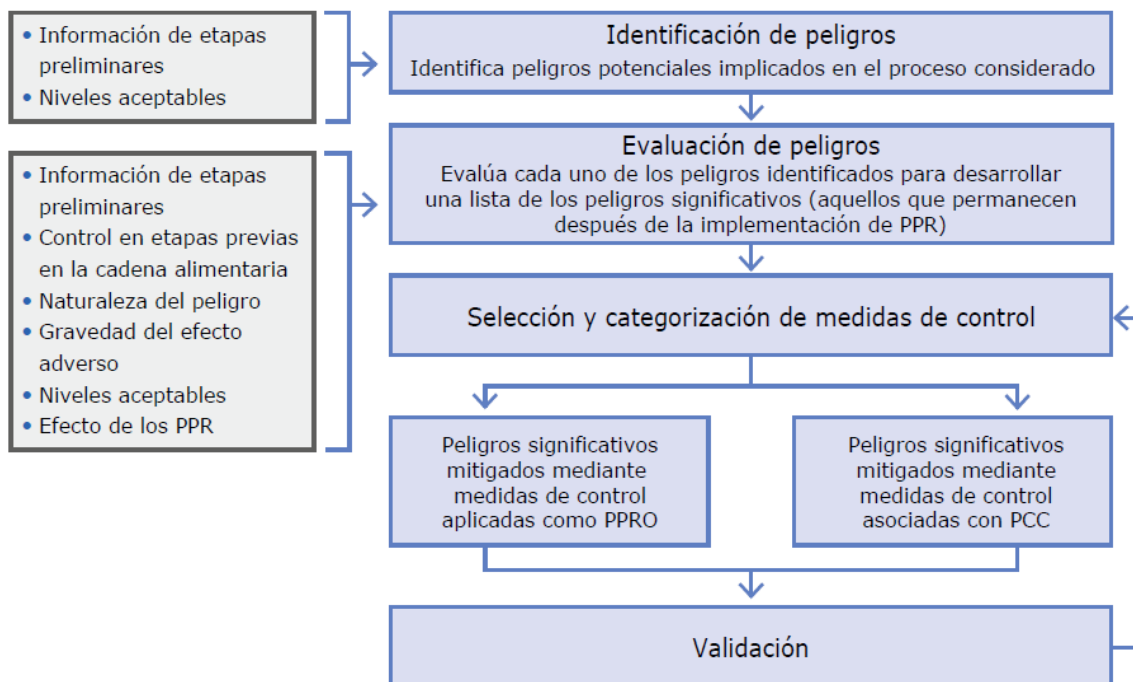 • Información de etapas
preliminares
• Niveles aceptables
Identificación de peligros
Identifica peligros potenciales implicados en el proceso considerado
• Información de etapas
preliminares
• Control en etapas previas
en la cadena alimentaria
• Naturaleza del peligro
• Gravedad del efecto
adverso
• Niveles aceptables
• Efecto de los PPR
Evaluación de peligros
Evalúa cada uno de los peligros identificados para desarrollar
una lista de los peligros significativos (aquellos que permanecen
después de la implementación de PPR)
Selección y categorización de medidas de control
Peligros significativos
mitigados mediante
medidas de control
aplicadas como PPRO
Peligros significativos
mitigados mediante
medidas de control
asociadas con PCC
Validación